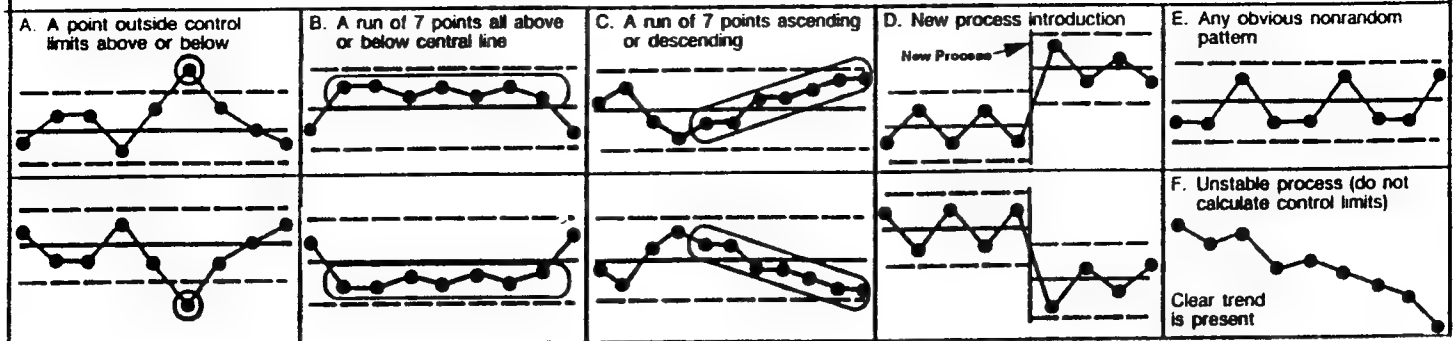 A. A point outside control
limits above or below
B. A run of 7 points all above
or below central line
C. A run of 7 points ascending
or descending
D. New process introduction
New Process
E. Any obvious nonrandom
pattern
F. Unstable process (do not
calculate control limits)
Clear trend
is present